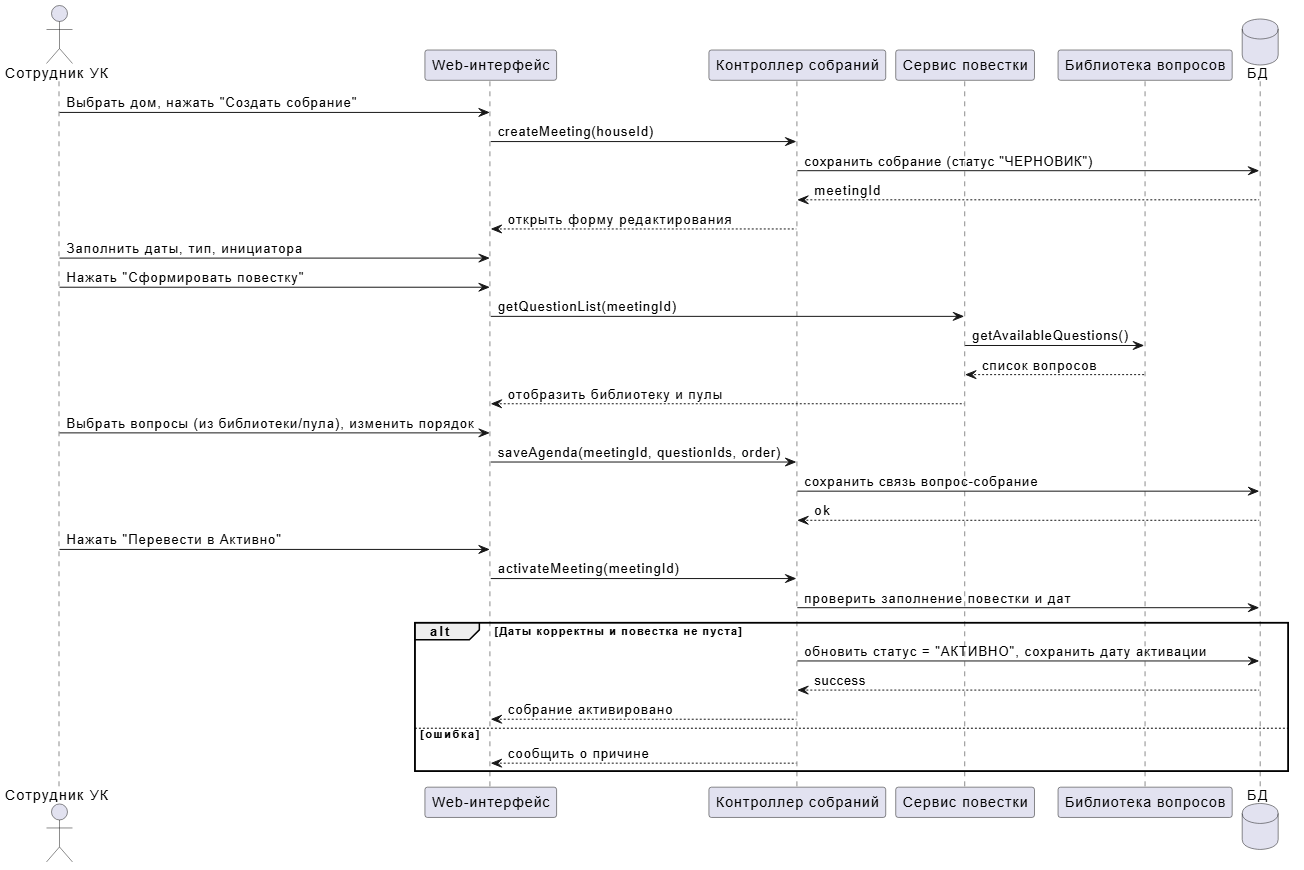 Сотрудник УК
Web-интерфейс
Контроллер собраний
Сервис повестки
Библиотека вопросов
БД
Выбрать дом, нажать "Создать собрание"
createMeeting(houseId)
сохранить собрание (статус "ЧЕРНОВИК")
meetingId
открыть форму редактирования
Заполнить даты, тип, инициатора
Нажать "Сформировать повестку"
getQuestionList(meetingId)
getAvailableQuestions()
список вопросов
отобразить библиотеку и пулы
Выбрать вопросы (из библиотеки/пула), изменить порядок
saveAgenda(meetingId, questionIds, order)
сохранить связь вопрос-собрание
ok
Нажать "Перевести в Активно"
activateMeeting(meetingId)
проверить заполнение повестки и дат
alt
[Даты корректны и повестка не пуста]
обновить статус = "АКТИВНО", сохранить дату активации
success
собрание активировано
[ошибка]
сообщить о причине
Сотрудник УК
Web-интерфейс
Контроллер собраний
Сервис повестки
Библиотека вопросов
БД